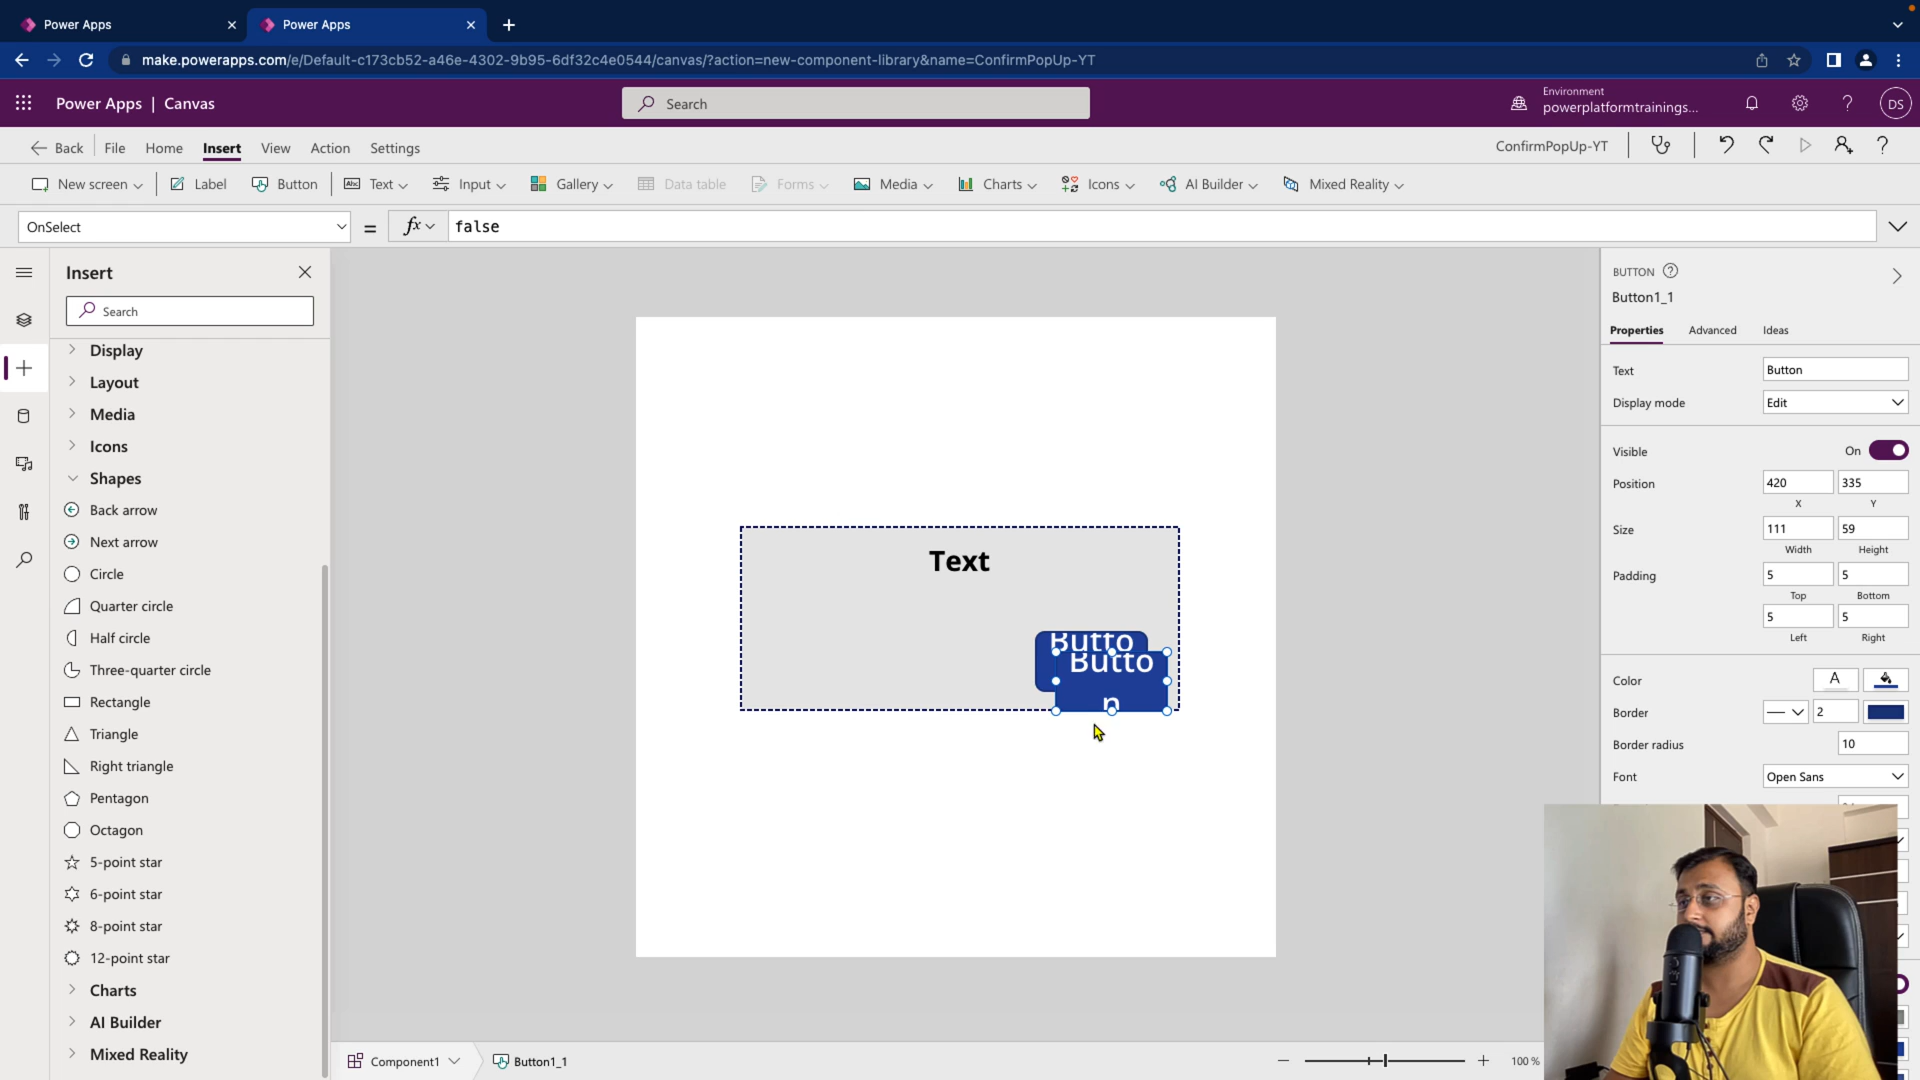 Power Apps
Power Apps
make.powerapps.com/e/Default-c173cb52-a46e-4302-9b95-6df32c4e0544/canvas/?action=new-component-library&name=ConfirmPopUp-YT
Power Apps | Canvas
Search
Environment
powerplatformtrainings...
DS
Back
File
Home
Insert
View
Action
Settings
ConfirmPopUp-YT
New screen
Label
Button
Text
Input
Gallery
Data table
Forms
Media
Charts
Icons
AI Builder
Mixed Reality
OnSelect
=
fx
false
Insert
Search
Display
Layout
Media
Icons
Shapes
Back arrow
Next arrow
Circle
Quarter circle
Half circle
Three-quarter circle
Rectangle
Triangle
Right triangle
Pentagon
Octagon
5-point star
6-point star
8-point star
12-point star
Charts
AI Builder
Mixed Reality
Text
Butto
Butto
n
BUTTON
Button1_1
Properties
Advanced
Ideas
Text
Button
Display mode
Edit
Visible
On
Position
420
335
X
Y
Size
111
59
Width
Height
Padding
5
5
Top
Bottom
5
5
Left
Right
Color
A
Border
2
Border radius
10
Font
Open Sans
Component1
Button1_1
100 %